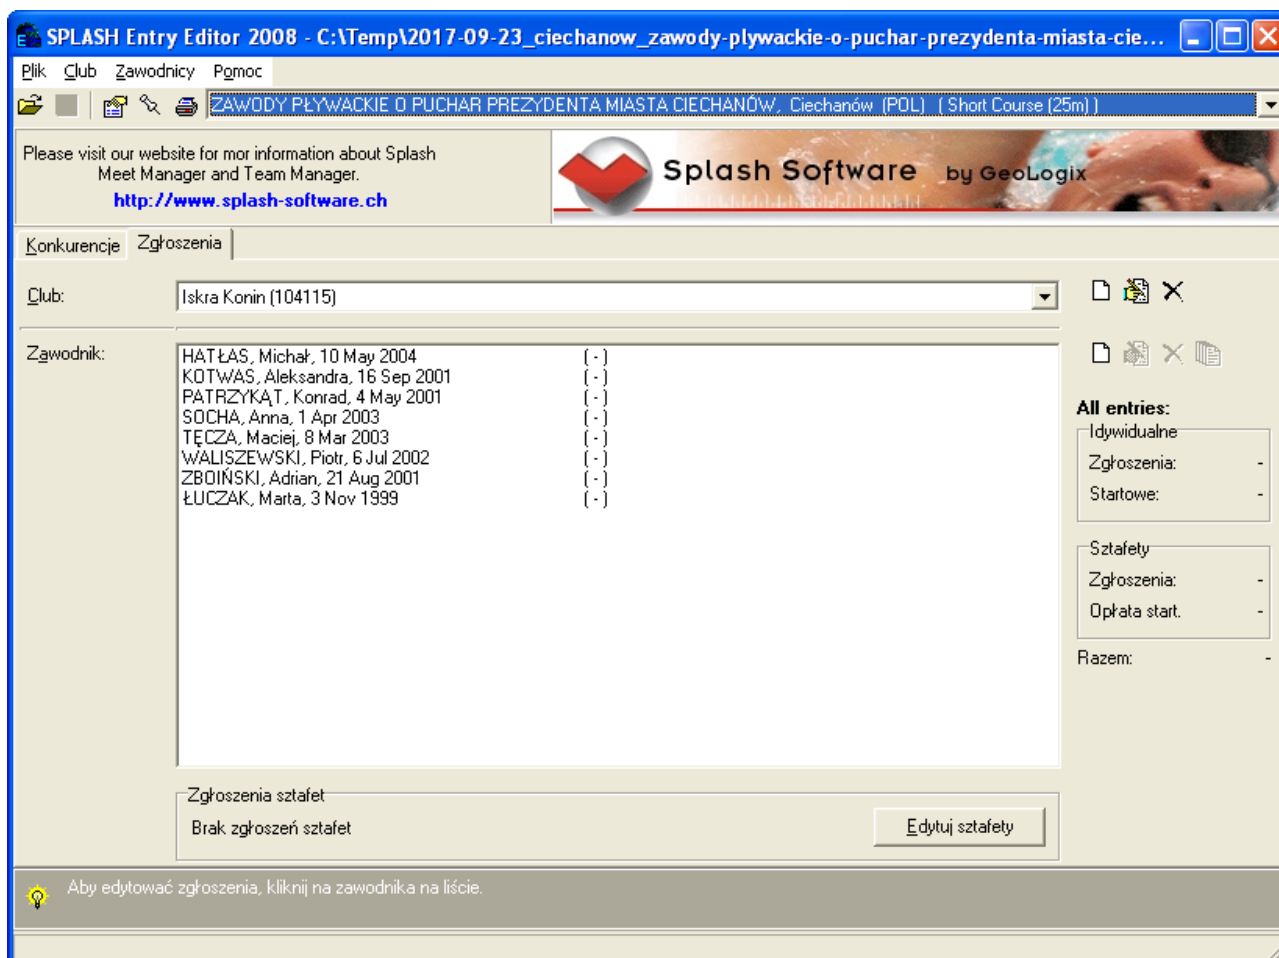 SPLASH Entry Editor 2008 - C:\Temp\2017-09-23_ciechanow_zawody-plywackie-o-puchar-prezydenta-miasta-cie...
Plik Club Zawodnicy Pomoc
ZAWODY PŁYWACKIE O PUCHAR PREZYDENTA MIASTA CIECHANÓW, Ciechanów (POL) ( Short Course (25m) )
Please visit our website for mor information about Splash
Meet Manager and Team Manager.
http://www.splash-software.ch
Splash Software by GeoLogix
Konkurencje Zgłoszenia
Club: Iskra Konin (104115)
Zawodnik:
HATŁAS, Michał, 10 May 2004 ( - )
KOTWAS, Aleksandra, 16 Sep 2001 ( - )
PATRZYKĄT, Konrad, 4 May 2001 ( - )
SOCHA, Anna, 1 Apr 2003 ( - )
TĘCZA, Maciej, 8 Mar 2003 ( - )
WALISZEWSKI, Piotr, 6 Jul 2002 ( - )
ZBOIŃSKI, Adrian, 21 Aug 2001 ( - )
ŁUCZAK, Marta, 3 Nov 1999 ( - )
All entries:
Idywidualne
Zgłoszenia: -
Startowe: -
Sztafety
Zgłoszenia: -
Opłata start. -
Razem: -
Zgłoszenia sztafet
Brak zgłoszeń sztafet
Edytuj sztafety
Aby edytować zgłoszenia, kliknij na zawodnika na liście.